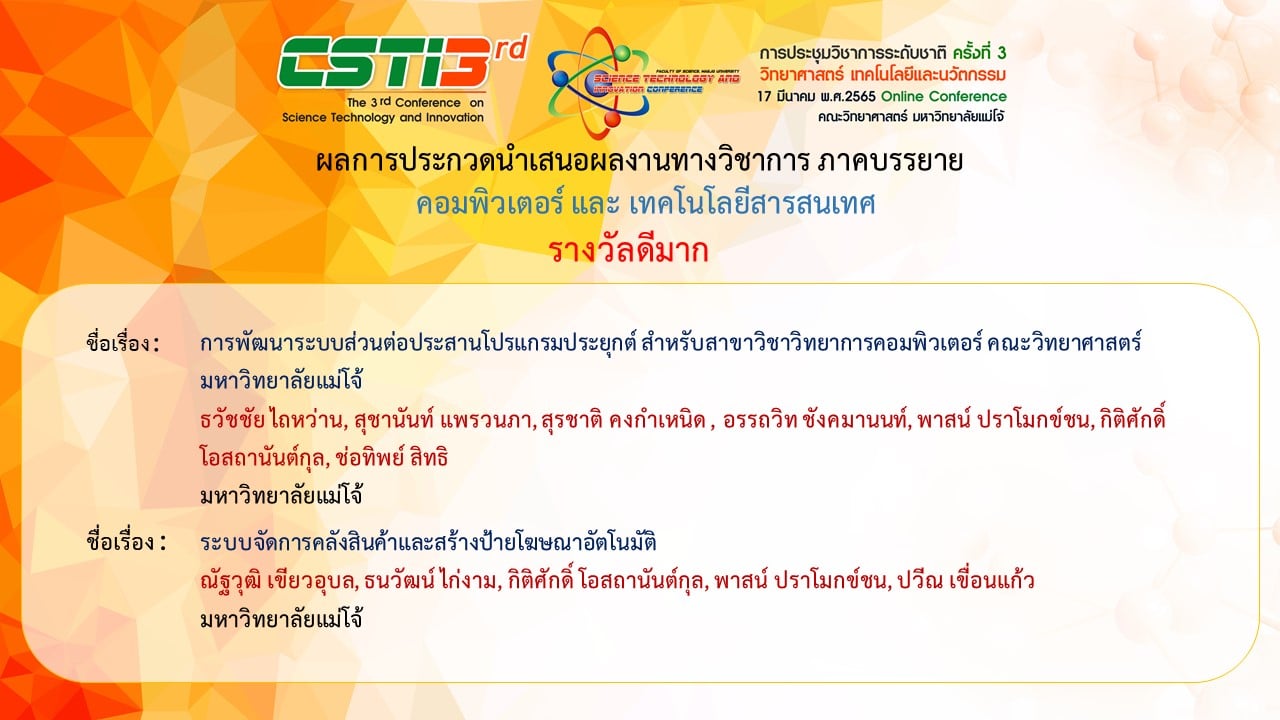 CSTI3rd
The 3rd Conference on
Science Technology and Innovation
FACULTY OF SCIENCE, MAEJO UNIVERSITY
SCIENCE TECHNOLOGY AND
INNOVATION CONFERENCE
การประชุมวิชาการระดับชาติ ครั้งที่ 3
วิทยาศาสตร์ เทคโนโลยีและนวัตกรรม
17 มีนาคม พ.ศ.2565 Online Conference
คณะวิทยาศาสตร์ มหาวิทยาลัยแม่โจ้
ผลการประกวดนำเสนอผลงานทางวิชาการ ภาคบรรยาย
คอมพิวเตอร์ และ เทคโนโลยีสารสนเทศ
รางวัลดีมาก
ชื่อเรื่อง : การพัฒนาระบบส่วนต่อประสานโปรแกรมประยุกต์ สำหรับสาขาวิชาวิทยาการคอมพิวเตอร์ คณะวิทยาศาสตร์
มหาวิทยาลัยแม่โจ้
ธวัชชัย ไถหว่าน, สุชานันท์ แพรวนภา, สุรชาติ คงกำเหนิด , อรรถวิท ชังคมานนท์, พาสน์ ปราโมกข์ชน, กิติศักดิ์
โอสถานันต์กุล, ช่อทิพย์ สิทธิ
มหาวิทยาลัยแม่โจ้
ชื่อเรื่อง : ระบบจัดการคลังสินค้าและสร้างป้ายโฆษณาอัตโนมัติ
ณัฐวุฒิ เขียวอุบล, ธนวัฒน์ ไก่งาม, กิติศักดิ์ โอสถานันต์กุล, พาสน์ ปราโมกข์ชน, ปวีณ เขื่อนแก้ว
มหาวิทยาลัยแม่โจ้